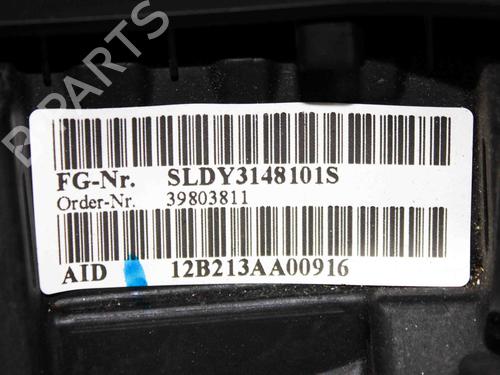 B PARTS
FG-Nr. SLDY3148101S
Order-Nr. 39803811
AID 12B213AA00916